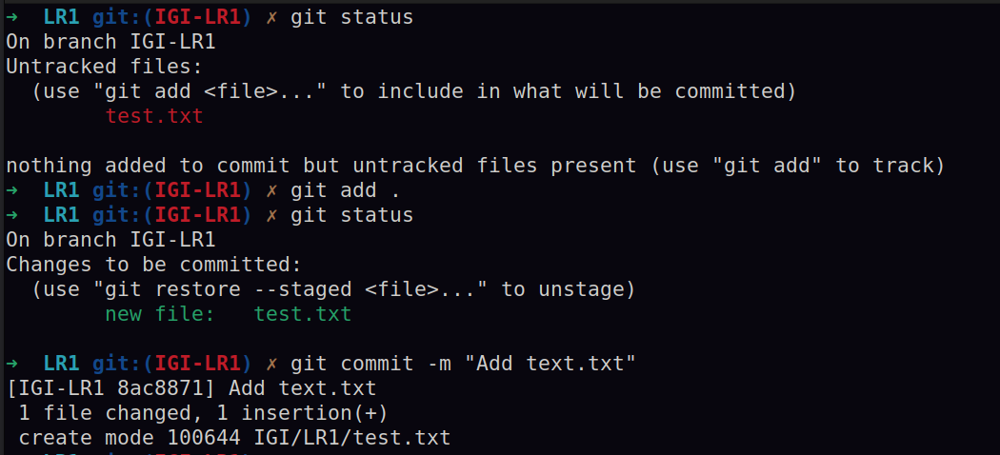 ➜  LR1 git:(IGI-LR1) ✗ git status
On branch IGI-LR1
Untracked files:
  (use "git add <file>..." to include in what will be committed)
        test.txt
nothing added to commit but untracked files present (use "git add" to track)
➜  LR1 git:(IGI-LR1) ✗ git add .
➜  LR1 git:(IGI-LR1) ✗ git status
On branch IGI-LR1
Changes to be committed:
  (use "git restore --staged <file>..." to unstage)
        new file:   test.txt
➜  LR1 git:(IGI-LR1) ✗ git commit -m "Add text.txt"
[IGI-LR1 8ac8871] Add text.txt
 1 file changed, 1 insertion(+)
 create mode 100644 IGI/LR1/test.txt